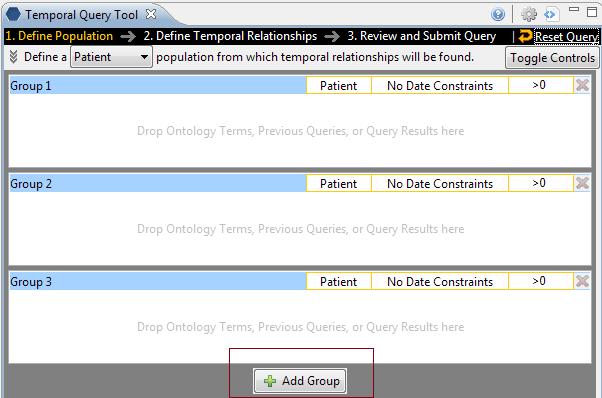 Temporal Query Tool
1. Define Population → 2. Define Temporal Relationships → 3. Review and Submit Query | Reset Query
Define a Patient population from which temporal relationships will be found. Toggle Controls
Group 1 Patient No Date Constraints >0
Drop Ontology Terms, Previous Queries, or Query Results here
Group 2 Patient No Date Constraints >0
Drop Ontology Terms, Previous Queries, or Query Results here
Group 3 Patient No Date Constraints >0
Drop Ontology Terms, Previous Queries, or Query Results here
Add Group